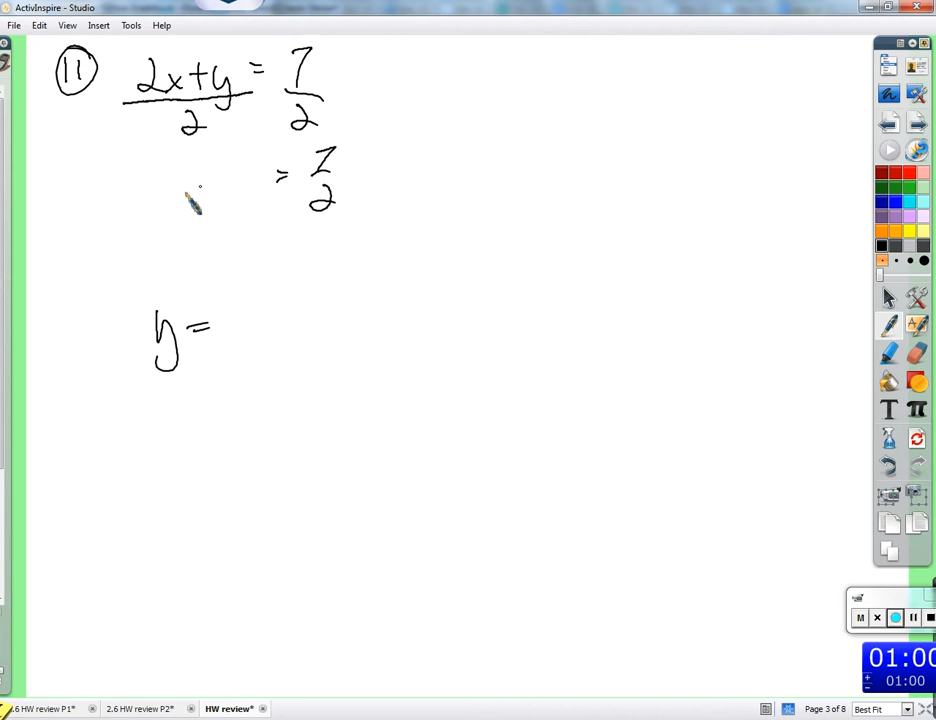 ActivInspire - Studio
File Edit View Insert Tools Help
11 2x+y = 7
2 2
= 7
2
y =
M
01:00
01:00
.6 HW review P1* 2.6 HW review P2* HW review* Page 3 of 8 Best Fit